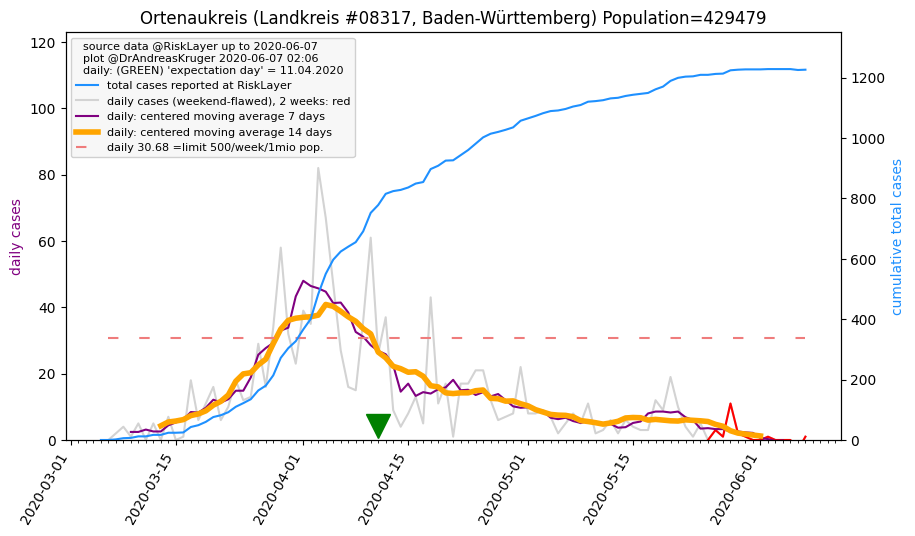 Ortenaukreis (Landkreis #08317, Baden-Württemberg) Population=429479
source data @RiskLayer up to 2020-06-07
plot @DrAndreasKruger 2020-06-07 02:06
daily: (GREEN) 'expectation day' = 11.04.2020
total cases reported at RiskLayer
daily cases (weekend-flawed), 2 weeks: red
daily: centered moving average 7 days
daily: centered moving average 14 days
daily 30.68 =limit 500/week/1mio pop.
daily cases
120
100
80
60
40
20
0
cumulative total cases
1200
1000
800
600
400
200
0
2020-03-01
2020-03-15
2020-04-01
2020-04-15
2020-05-01
2020-05-15
2020-06-01